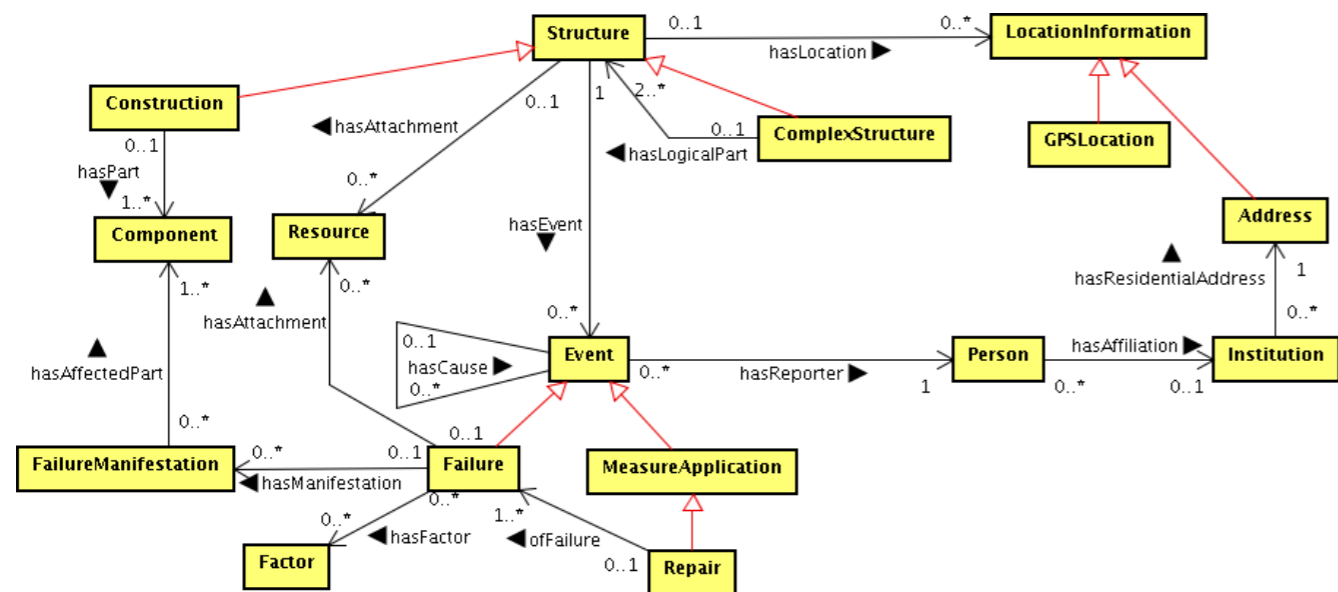 Structure
0..1
0..*
LocationInformation
hasLocation ▶
Construction
0..1
1
2..*
◀ hasAttachment
0..1
ComplexStructure
GPSLocation
0..1
hasPart
▼
◀ hasLogicalPart
1..*
0..*
Component
Resource
hasEvent
▼
Address
▲
hasResidentialAddress
1
1..*
0..*
▲
hasAttachment
0..*
0..*
▲
hasAffectedPart
0..1
hasCause ▶
0..*
Event
0..*
hasReporter ▶
1
Person
hasAffiliation ▶
0..*
0..1
Institution
0..*
0..1
0..1
FailureManifestation
0..*
◀ hasManifestation
Failure
MeasureApplication
0..*
0..*
◀ hasFactor
1..*
◀ ofFailure
0..1
Factor
Repair